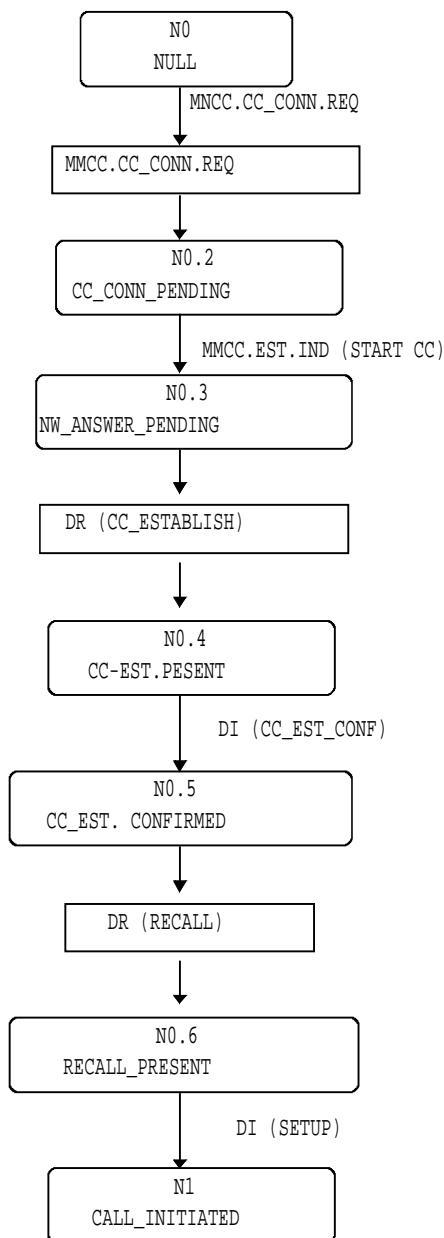 N0
NULL
MNCC.CC_CONN.REQ
MMCC.CC_CONN.REQ
N0.2
CC_CONN_PENDING
MMCC.EST.IND (START CC)
N0.3
NW_ANSWER_PENDING
DR (CC_ESTABLISH)
N0.4
CC-EST.PESENT
DI (CC_EST_CONF)
N0.5
CC_EST. CONFIRMED
DR (RECALL)
N0.6
RECALL_PRESENT
DI (SETUP)
N1
CALL_INITIATED